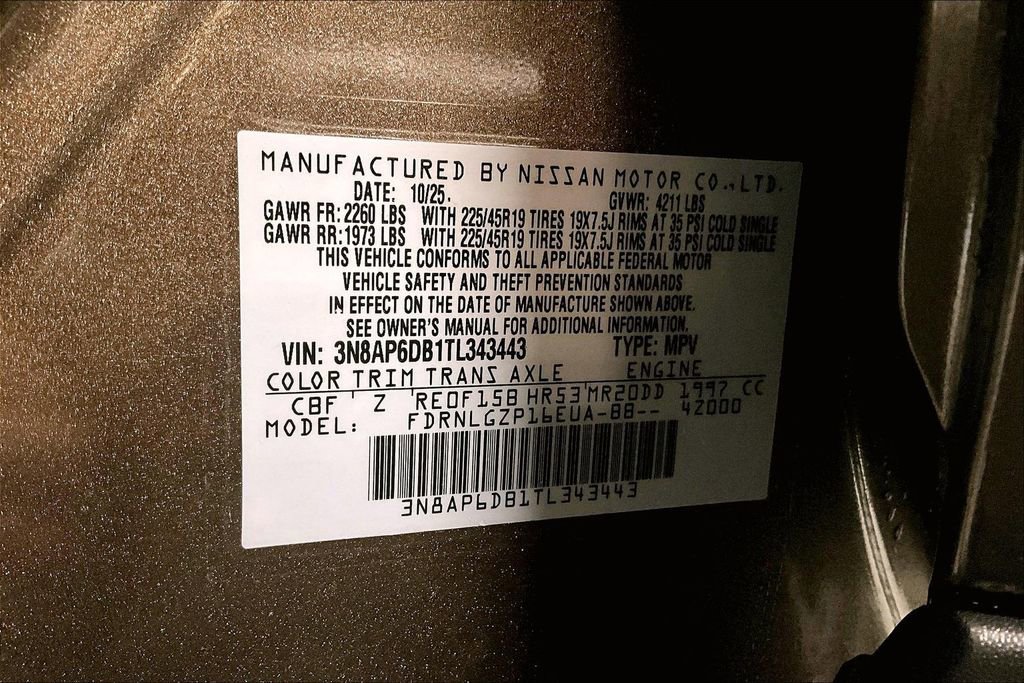 MANUFACTURED BY NISSAN MOTOR CO.,LTD.
DATE: 10/25. GVWR: 4211 LBS
GAWR FR: 2260 LBS WITH 225/45R19 TIRES 19X7.5J RIMS AT 35 PSI COLD SINGLE
GAWR RR: 1973 LBS WITH 225/45R19 TIRES 19X7.5J RIMS AT 35 PSI COLD SINGLE
THIS VEHICLE CONFORMS TO ALL APPLICABLE FEDERAL MOTOR
VEHICLE SAFETY AND THEFT PREVENTION STANDARDS
IN EFFECT ON THE DATE OF MANUFACTURE SHOWN ABOVE.
SEE OWNER'S MANUAL FOR ADDITIONAL INFORMATION.
VIN: 3N8AP6DB1TL343443 TYPE: MPV
COLOR TRIM TRANS AXLE ENGINE
CBF ' Z 'RE0F15B HR53'MR20DD 1997 CC
MODEL: FDRNLGZP16EUA-BB-- 42000
3N8AP6DB1TL343443